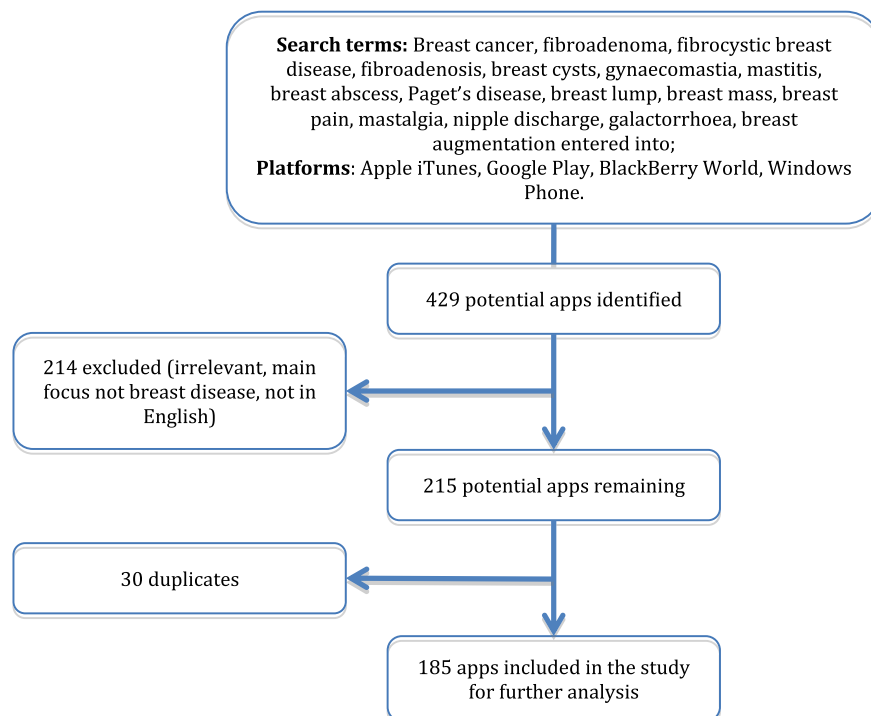 Search terms: Breast cancer, fibroadenoma, fibrocystic breast
disease, fibroadenosis, breast cysts, gynaecomastia, mastitis,
breast abscess, Paget's disease, breast lump, breast mass, breast
pain, mastalgia, nipple discharge, galactorrhoea, breast
augmentation entered into;
Platforms: Apple iTunes, Google Play, BlackBerry World, Windows
Phone.
429 potential apps identified
214 excluded (irrelevant, main
focus not breast disease, not in
English)
215 potential apps remaining
30 duplicates
185 apps included in the study
for further analysis